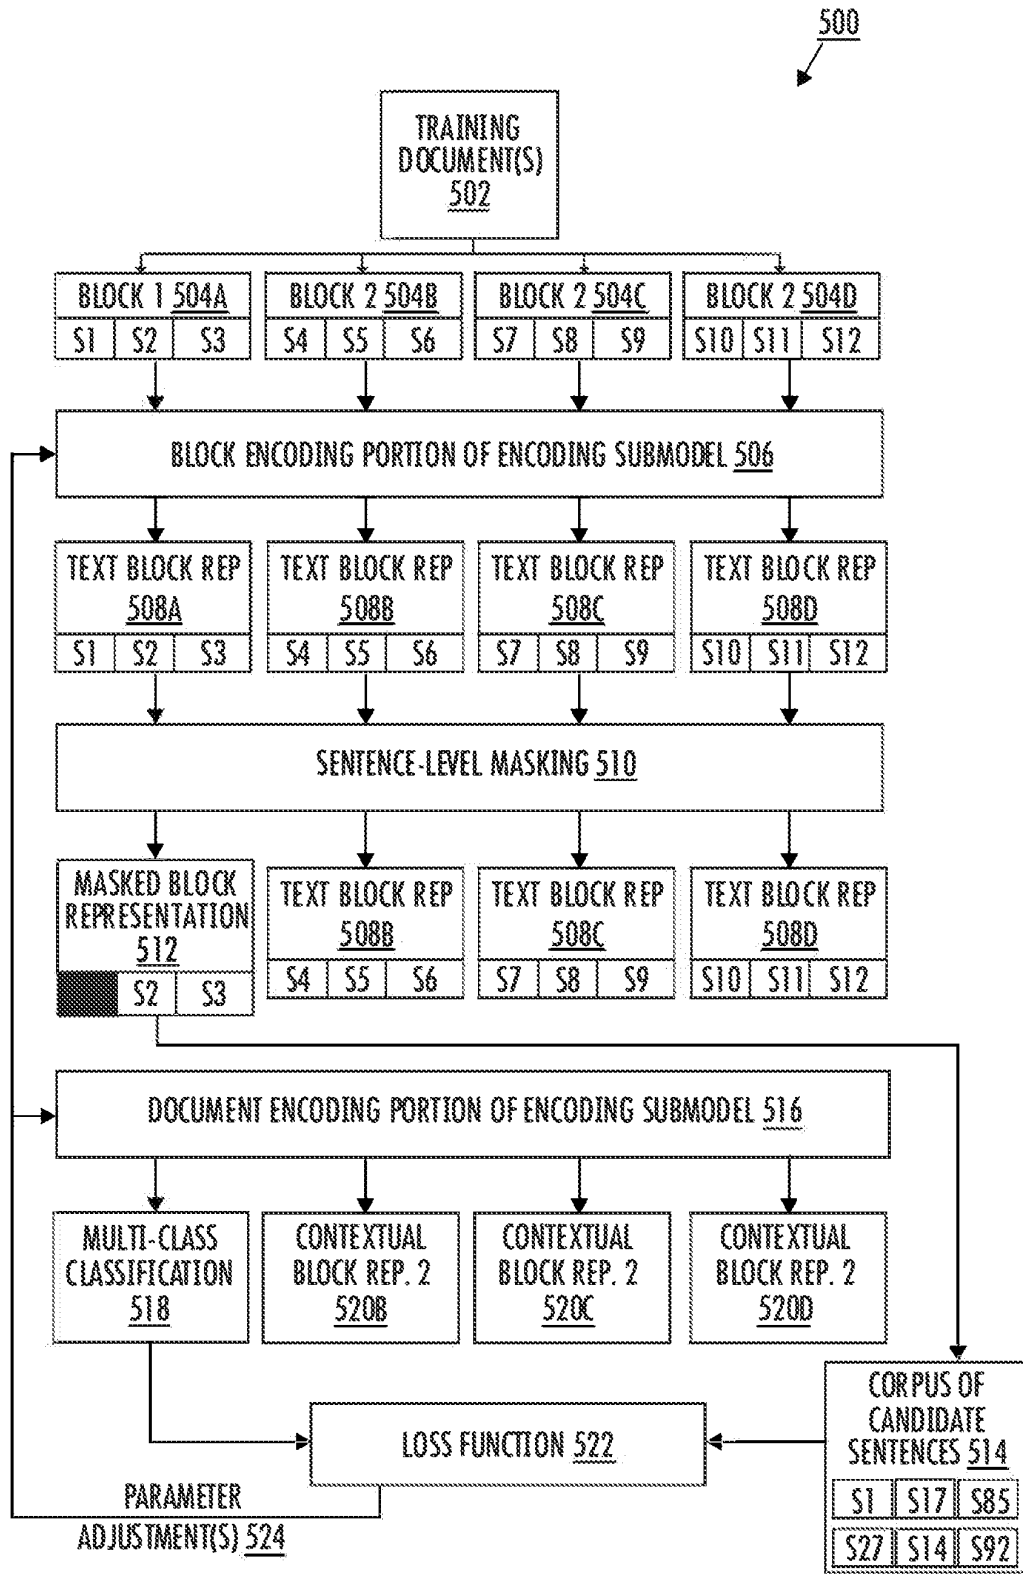 500
TRAINING
DOCUMENT(S)
502
BLOCK 1 504A
BLOCK 2 504B
BLOCK 2 504C
BLOCK 2 504D
S1 S2 S3
S4 S5 S6
S7 S8 S9
S10 S11 S12
BLOCK ENCODING PORTION OF ENCODING SUBMODEL 506
TEXT BLOCK REP
508A
S1 S2 S3
TEXT BLOCK REP
508B
S4 S5 S6
TEXT BLOCK REP
508C
S7 S8 S9
TEXT BLOCK REP
508D
S10 S11 S12
SENTENCE-LEVEL MASKING 510
MASKED BLOCK
REPRESENTATION
512
S2 S3
TEXT BLOCK REP
508B
S4 S5 S6
TEXT BLOCK REP
508C
S7 S8 S9
TEXT BLOCK REP
508D
S10 S11 S12
DOCUMENT ENCODING PORTION OF ENCODING SUBMODEL 516
MULTI-CLASS
CLASSIFICATION
518
CONTEXTUAL
BLOCK REP. 2
520B
CONTEXTUAL
BLOCK REP. 2
520C
CONTEXTUAL
BLOCK REP. 2
520D
CORPUS OF
CANDIDATE
SENTENCES 514
S1 S17 S85
S27 S14 S92
LOSS FUNCTION 522
PARAMETER
ADJUSTMENT(S) 524